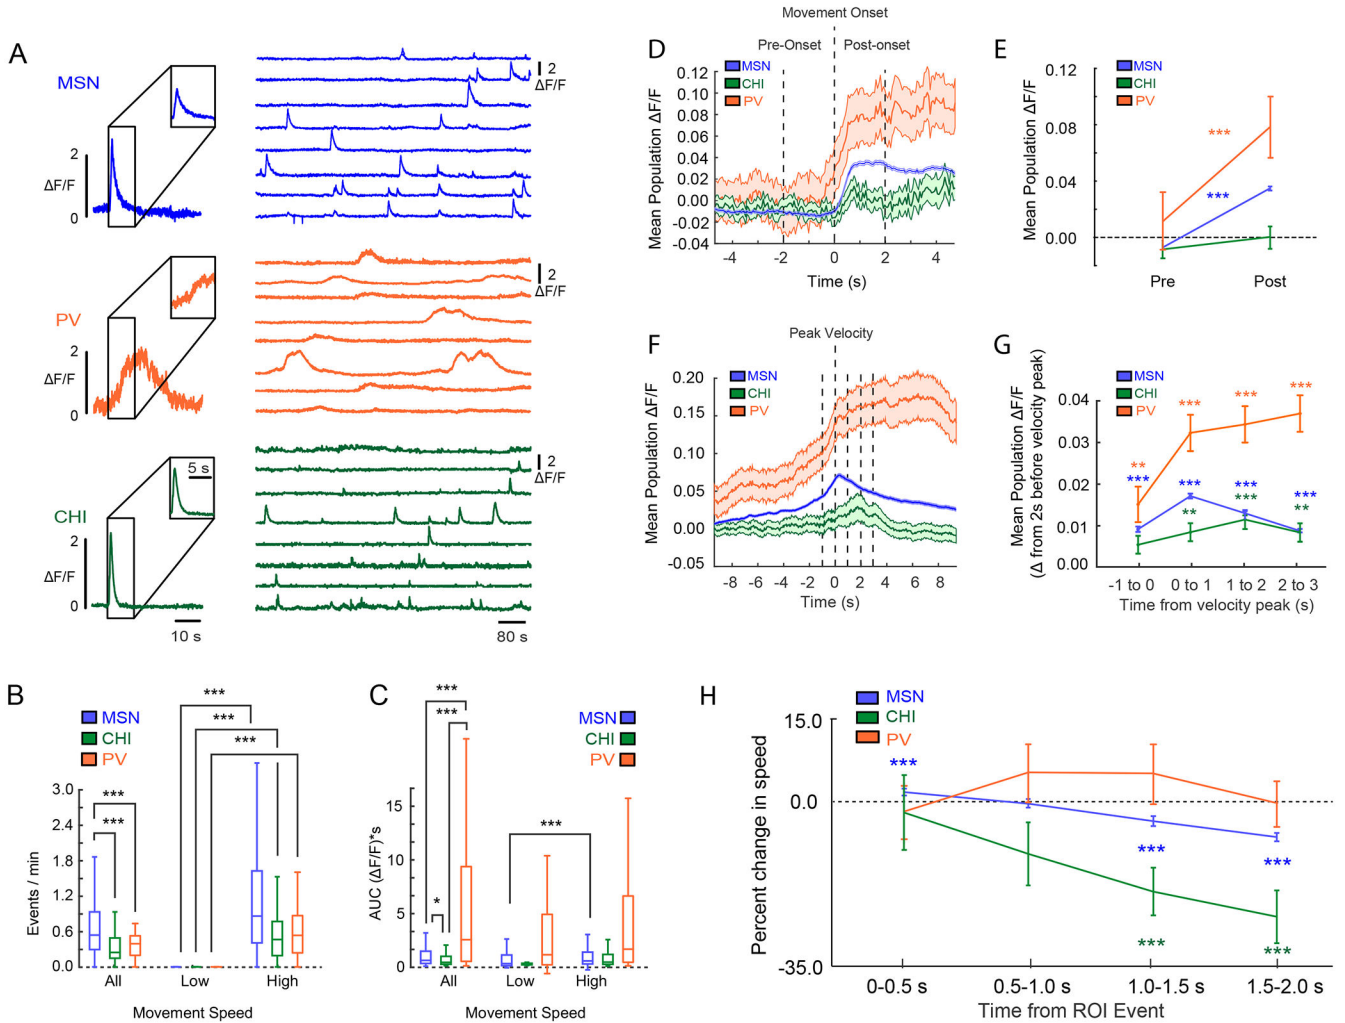 A
MSN
2
ΔF/F
0
2
ΔF/F
PV
2
ΔF/F
0
2
ΔF/F
CHI
5 s
2
ΔF/F
0
2
ΔF/F
10 s
80 s
B
MSN
CHI
PV
***
***
***
***
***
Events / min
3.0
2.4
1.8
1.2
0.6
0.0
All
Low
High
Movement Speed
C
MSN
CHI
PV
***
***
*
***
AUC (ΔF/F)*s
15
10
5
0
All
Low
High
Movement Speed
D
Movement Onset
Pre-Onset
Post-onset
MSN
CHI
PV
Mean Population ΔF/F
0.12
0.10
0.08
0.06
0.04
0.02
0.00
-0.02
-0.04
-4
-2
0
2
4
Time (s)
E
MSN
CHI
PV
***
***
Mean Population ΔF/F
0.12
0.08
0.04
0.00
Pre
Post
F
Peak Velocity
MSN
CHI
PV
Mean Population ΔF/F
0.20
0.15
0.10
0.05
0.00
-0.05
-8
-6
-4
-2
0
2
4
6
8
Time (s)
G
MSN
CHI
PV
**
***
***
***
**
***
***
***
***
***
**
Mean Population ΔF/F
(Δ from 2s before velocity peak)
0.04
0.03
0.02
0.01
0.00
-1 to 0
0 to 1
1 to 2
2 to 3
Time from velocity peak (s)
H
MSN
CHI
PV
***
***
***
***
***
Percent change in speed
15.0
0.0
-35.0
0-0.5 s
0.5-1.0 s
1.0-1.5 s
1.5-2.0 s
Time from ROI Event